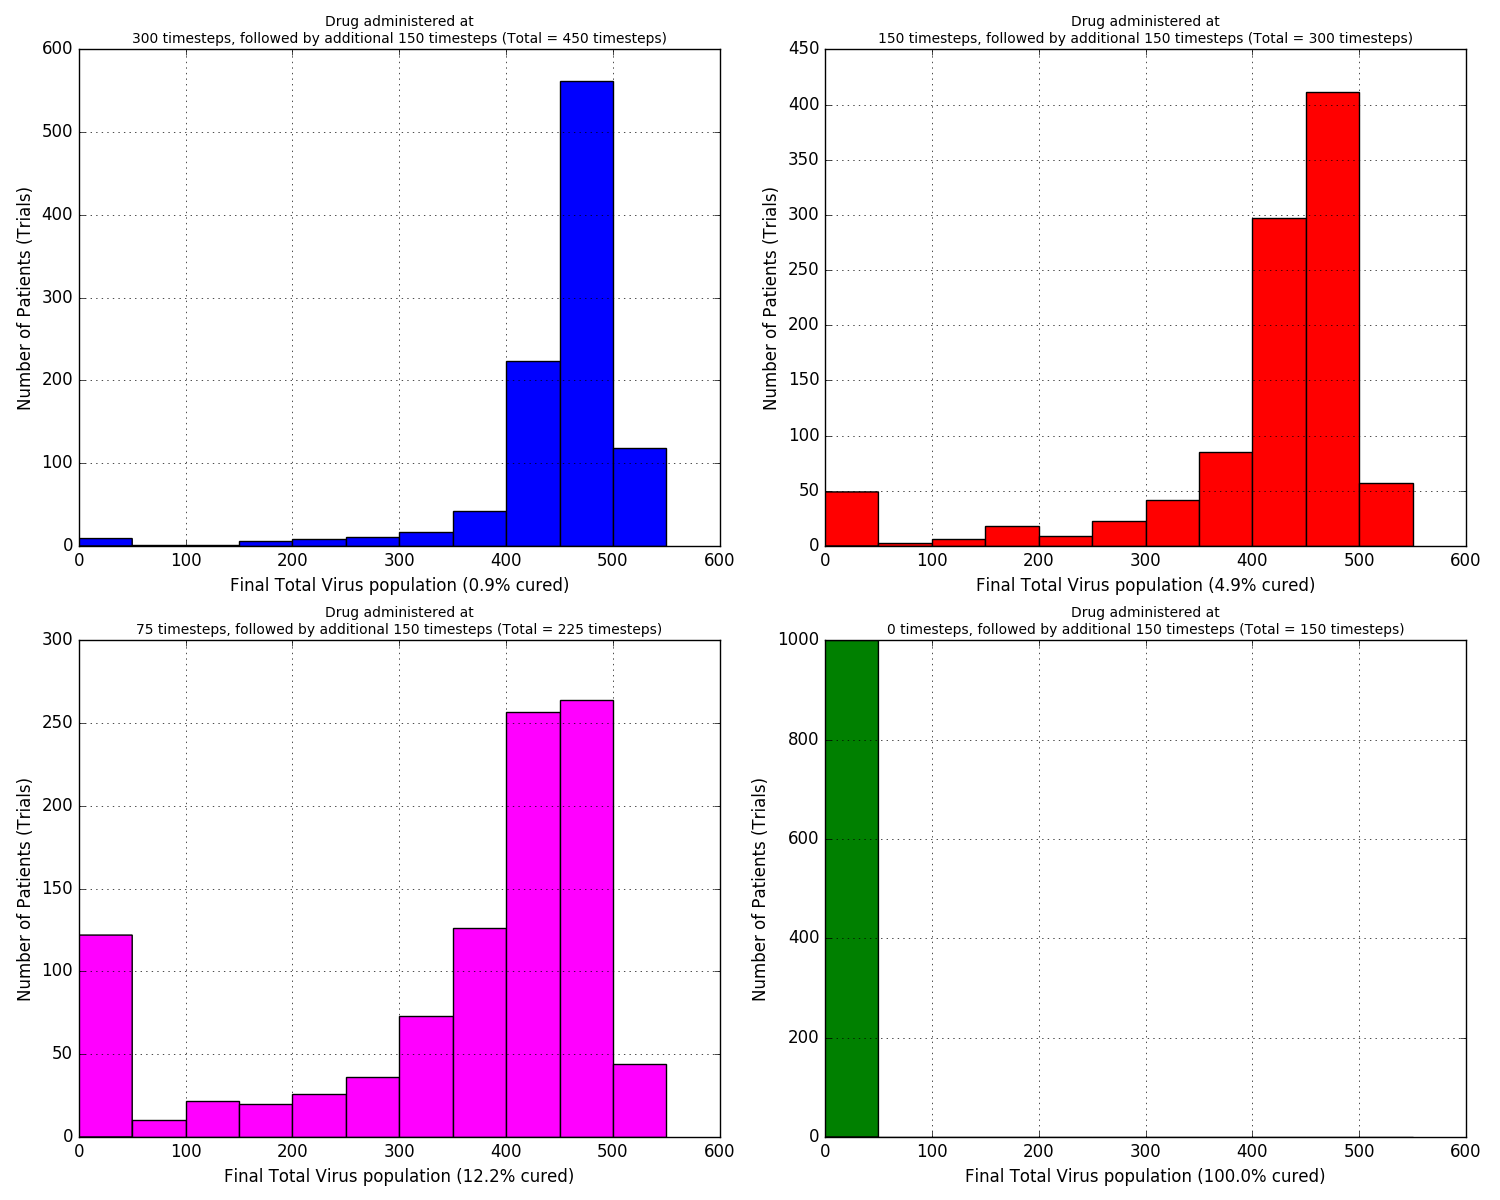 Drug administered at
300 timesteps, followed by additional 150 timesteps (Total = 450 timesteps)
600
500
400
300
200
100
0
Number of Patients (Trials)
0 100 200 300 400 500 600
Final Total Virus population (0.9% cured)
Drug administered at
150 timesteps, followed by additional 150 timesteps (Total = 300 timesteps)
450
400
350
300
250
200
150
100
50
0
Number of Patients (Trials)
0 100 200 300 400 500 600
Final Total Virus population (4.9% cured)
Drug administered at
75 timesteps, followed by additional 150 timesteps (Total = 225 timesteps)
300
250
200
150
100
50
0
Number of Patients (Trials)
0 100 200 300 400 500 600
Final Total Virus population (12.2% cured)
Drug administered at
0 timesteps, followed by additional 150 timesteps (Total = 150 timesteps)
1000
800
600
400
200
0
Number of Patients (Trials)
0 100 200 300 400 500 600
Final Total Virus population (100.0% cured)